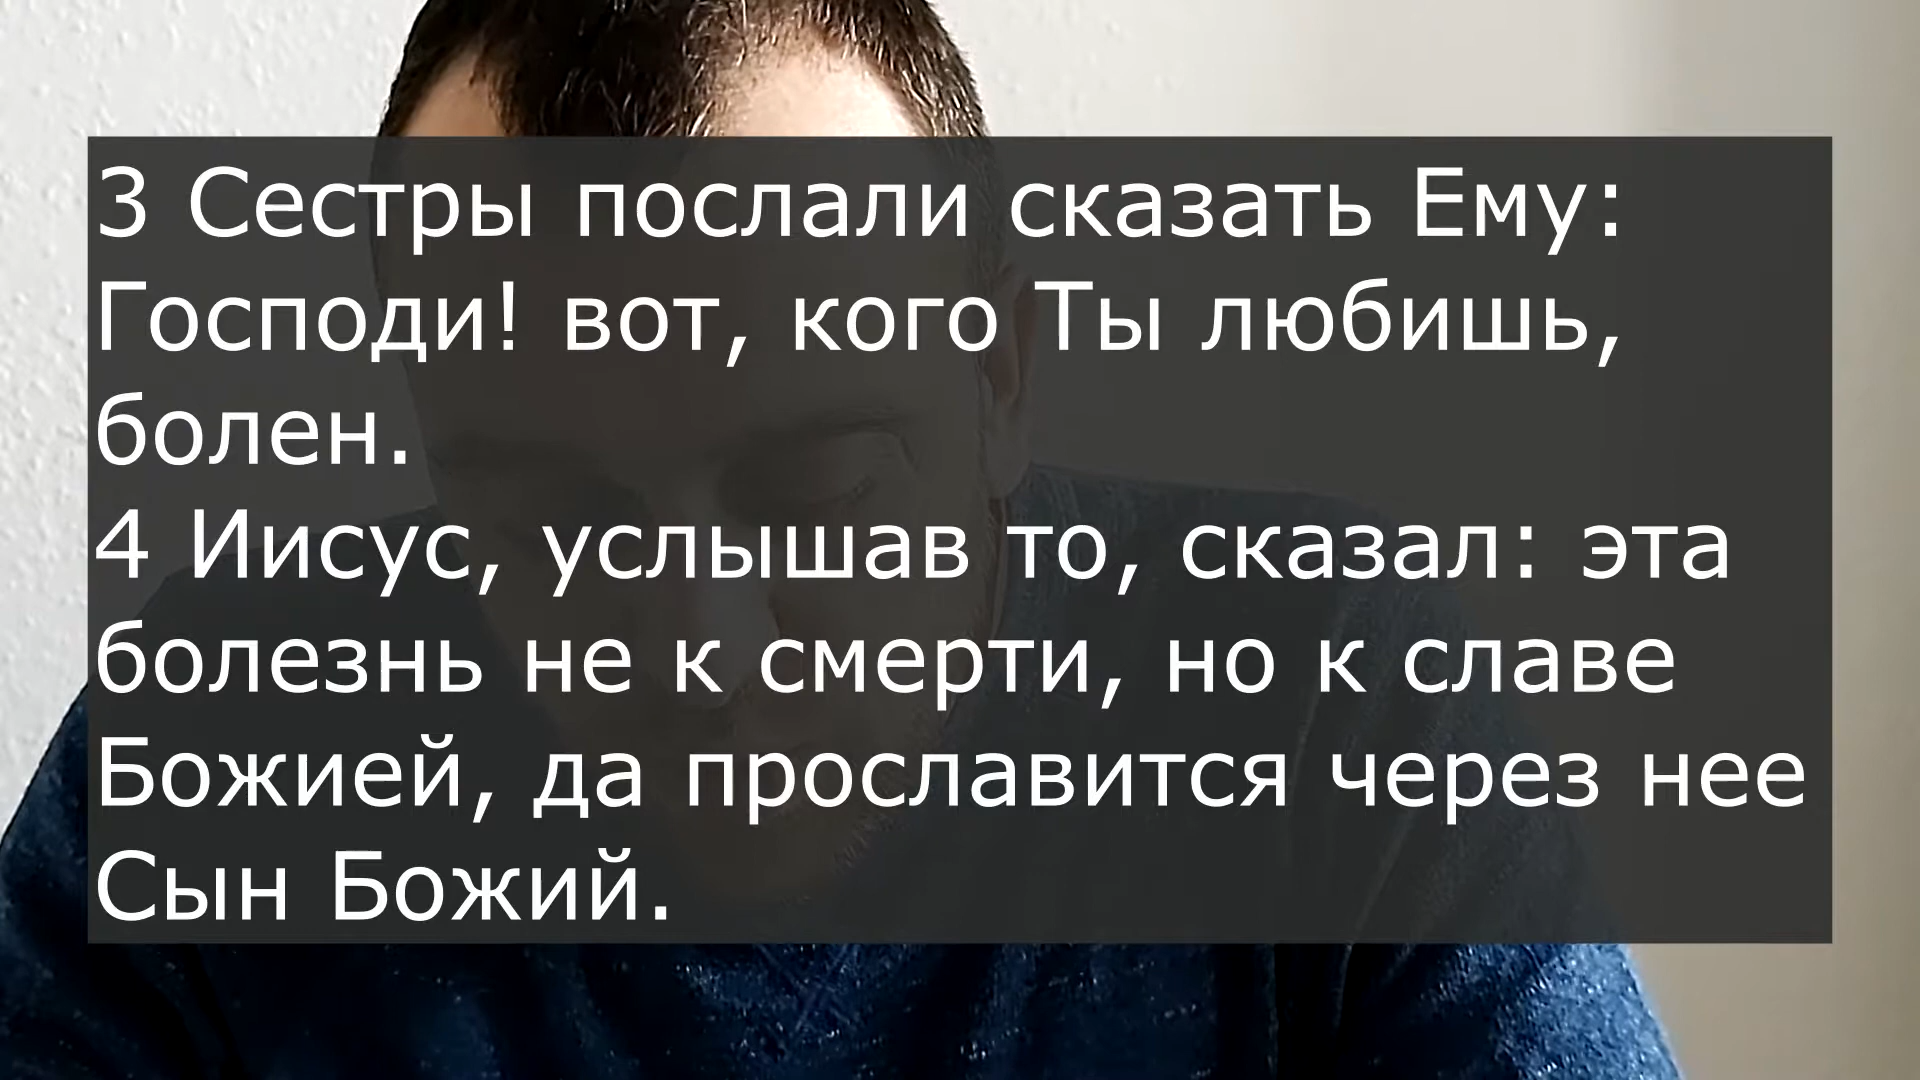 3 Сестры послали сказать Ему:
Господи! вот, кого Ты любишь,
болен.
4 Иисус, услышав то, сказал: эта
болезнь не к смерти, но к славе
Божией, да прославится через нее
Сын Божий.